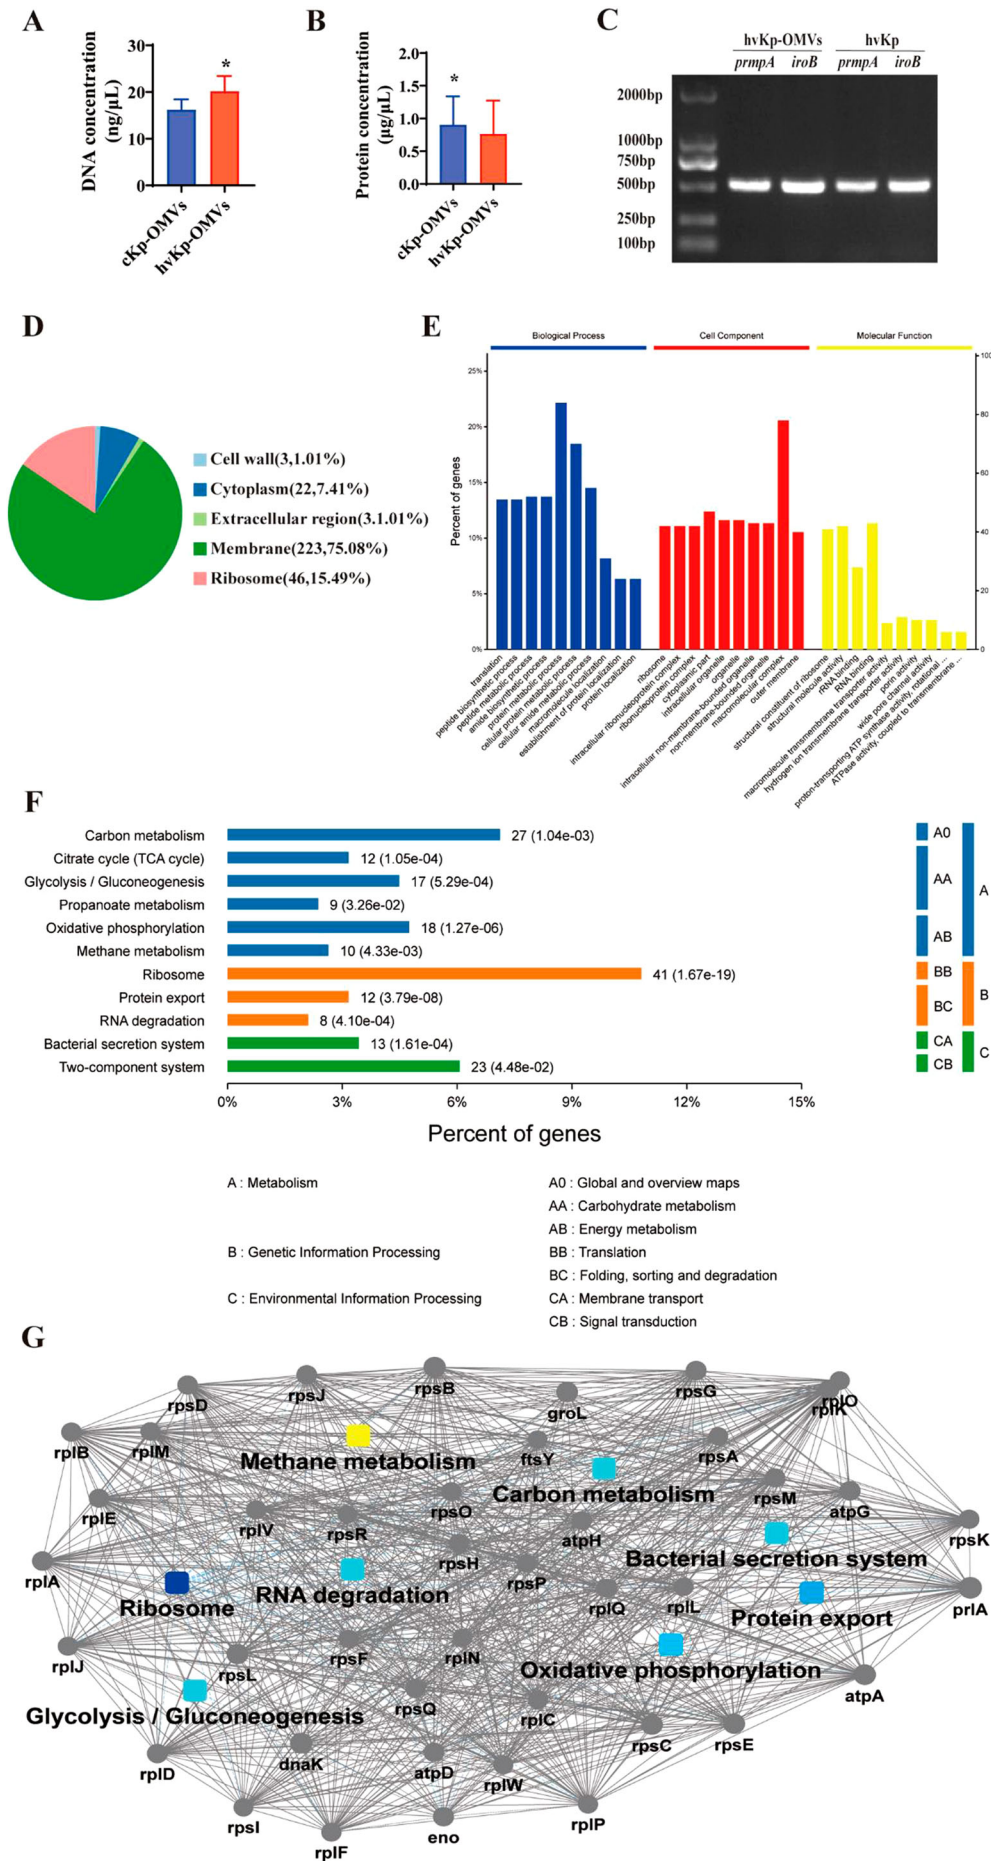 A
DNA concentration
(ng/μL)
30
20
10
0
*
cKp-OMVs
hvKp-OMVs
B
Protein concentration
(μg/μL)
2.0
1.5
1.0
0.5
0.0
*
cKp-OMVs
hvKp-OMVs
C
hvKp-OMVs
hvKp
prmpA
iroB
prmpA
iroB
2000bp
1000bp
750bp
500bp
250bp
100bp
D
Cell wall(3,1.01%)
Cytoplasm(22,7.41%)
Extracellular region(3.1.01%)
Membrane(223,75.08%)
Ribosome(46,15.49%)
E
Biological Process
Cell Component
Molecular Function
Percent of genes
25%
20%
15%
10%
5%
0%
100
80
60
40
20
0
translation
peptide biosynthetic process
peptide metabolic process
amide biosynthetic process
protein metabolic process
cellular protein metabolic process
cellular amide metabolic process
macromolecule localization
establishment of protein localization
protein localization
ribosome
intracellular ribonucleoprotein complex
ribonucleoprotein complex
cytoplasmic part
intracellular organelle
organelle
intracellular non-membrane-bounded organelle
non-membrane-bounded organelle
macromolecular complex
outer membrane
structural constituent of ribosome
structural molecule activity
rRNA binding
RNA binding
macromolecule transmembrane transporter activity
hydrogen ion transmembrane transporter activity
porin activity
wide pore channel activity
proton-transporting ATP synthase activity, rotational ...
ATPase activity, coupled to transmembrane ...
F
Carbon metabolism
27 (1.04e-03)
Citrate cycle (TCA cycle)
12 (1.05e-04)
Glycolysis / Gluconeogenesis
17 (5.29e-04)
Propanoate metabolism
9 (3.26e-02)
Oxidative phosphorylation
18 (1.27e-06)
Methane metabolism
10 (4.33e-03)
Ribosome
41 (1.67e-19)
Protein export
12 (3.79e-08)
RNA degradation
8 (4.10e-04)
Bacterial secretion system
13 (1.61e-04)
Two-component system
23 (4.48e-02)
A0
AA
AB
BB
BC
CA
CB
A
B
C
0%
3%
6%
9%
12%
15%
Percent of genes
A : Metabolism
A0 : Global and overview maps
AA : Carbohydrate metabolism
AB : Energy metabolism
B : Genetic Information Processing
BB : Translation
BC : Folding, sorting and degradation
C : Environmental Information Processing
CA : Membrane transport
CB : Signal transduction
G
rpsD
rpsJ
rpsB
groL
rpsG
rplO
rplK
rplB
rplM
Methane metabolism
ftsY
rpsA
Carbon metabolism
rpsM
atpG
rplE
rplV
rpsR
rpsO
atpH
rpsK
rpsH
Bacterial secretion system
rplA
Ribosome
RNA degradation
rpsP
rplQ
rplL
Protein export
prlA
rplJ
rpsL
rpsF
rplN
Oxidative phosphorylation
atpA
Glycolysis / Gluconeogenesis
rpsQ
rplC
rpsC
rpsE
rplD
dnaK
atpD
rplW
rpsI
rplF
eno
rplP